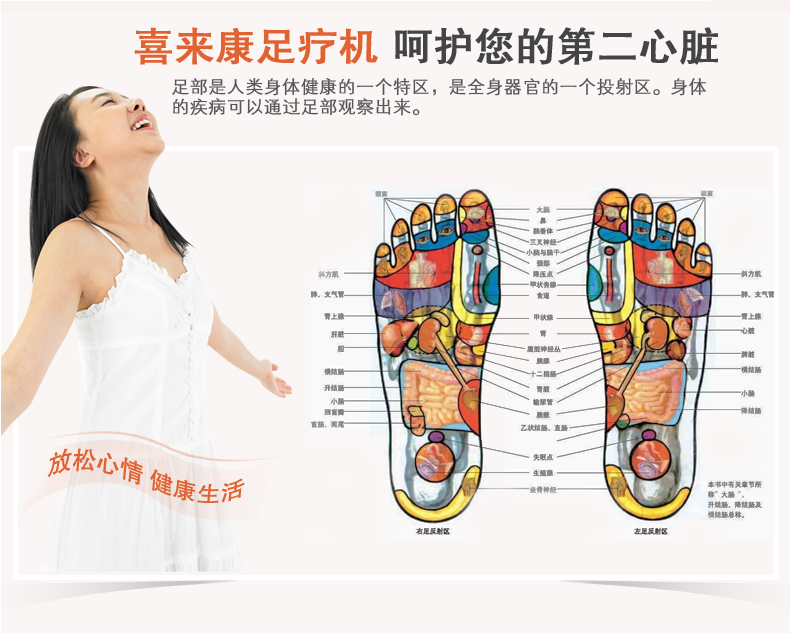 喜来康足疗机 呵护您的第二心脏
足部是人类身体健康的一个特区，是全身器官的一个投射区。身体
的疾病可以通过足部观察出来。
额窦
大脑
鼻
脑垂体
三叉神经
小脑与脑干
颈部
降压点
甲状旁腺
食道
甲状腺
胃
腹腔神经丛
胰腺
十二指肠
肾脏
输尿管
膀胱
乙状结肠、直肠
失眠点
生殖腺
坐骨神经
斜方肌
肺、支气管
肾上腺
肝脏
胆
横结肠
升结肠
小肠
回盲瓣
盲肠、阑尾
右足反射区
额窦
斜方肌
肺、支气管
肾上腺
心脏
脾脏
横结肠
小肠
降结肠
本书中有关章节所
称"大肠"、
升结肠、降结肠及
横结肠总称。
左足反射区
放松心情 健康生活